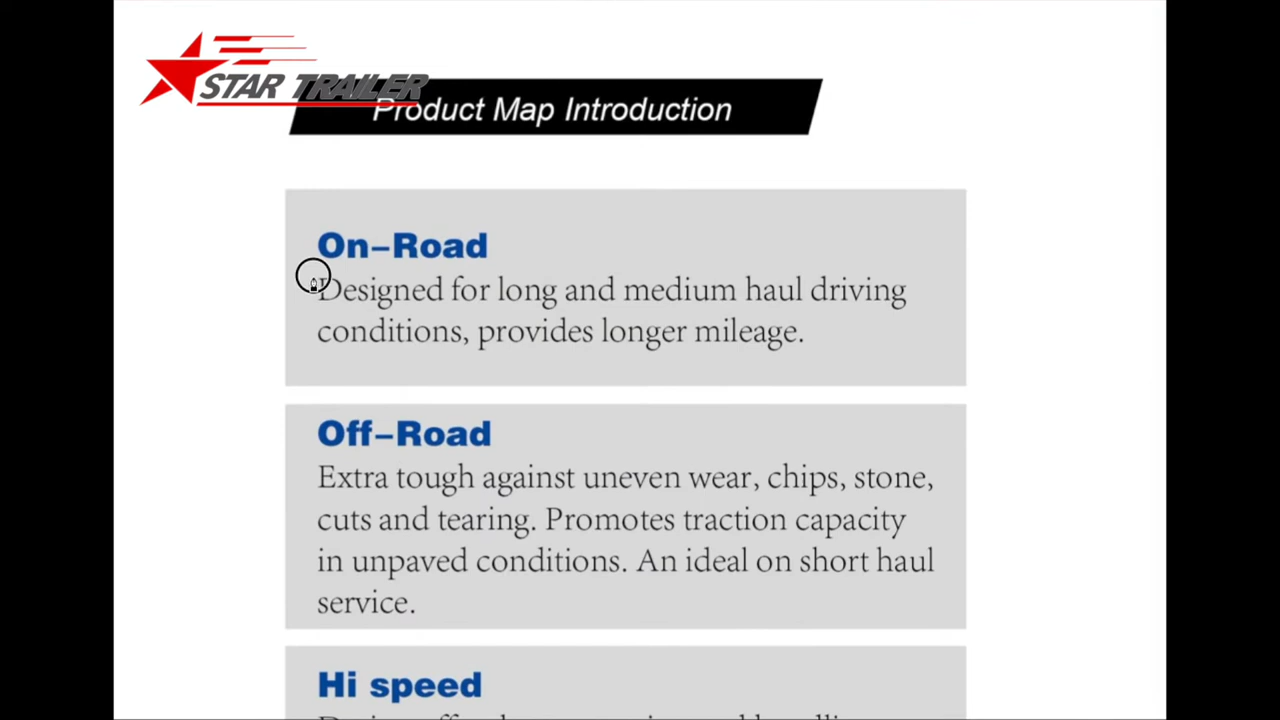 STAR TRAILER
Product Map Introduction
On–Road
Designed for long and medium haul driving
conditions, provides longer mileage.
Off–Road
Extra tough against uneven wear, chips, stone,
cuts and tearing. Promotes traction capacity
in unpaved conditions. An ideal on short haul
service.
Hi speed